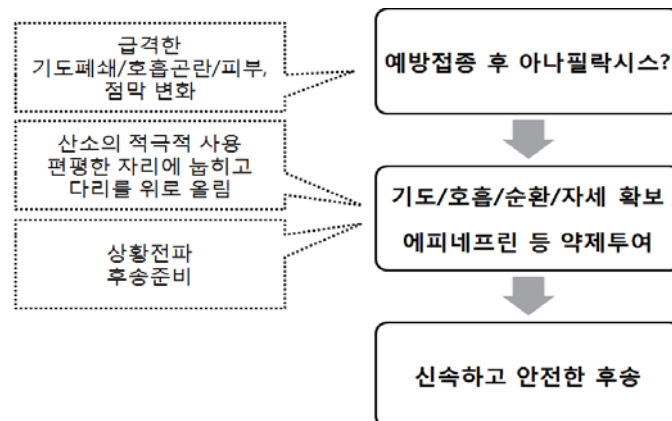 급격한
기도폐쇄/호흡곤란/피부,
점막 변화
예방접종 후 아나필락시스?
산소의 적극적 사용
편평한 자리에 눕히고
다리를 위로 올림
기도/호흡/순환/자세 확보
에피네프린 등 약제투여
상황전파
후송준비
신속하고 안전한 후송